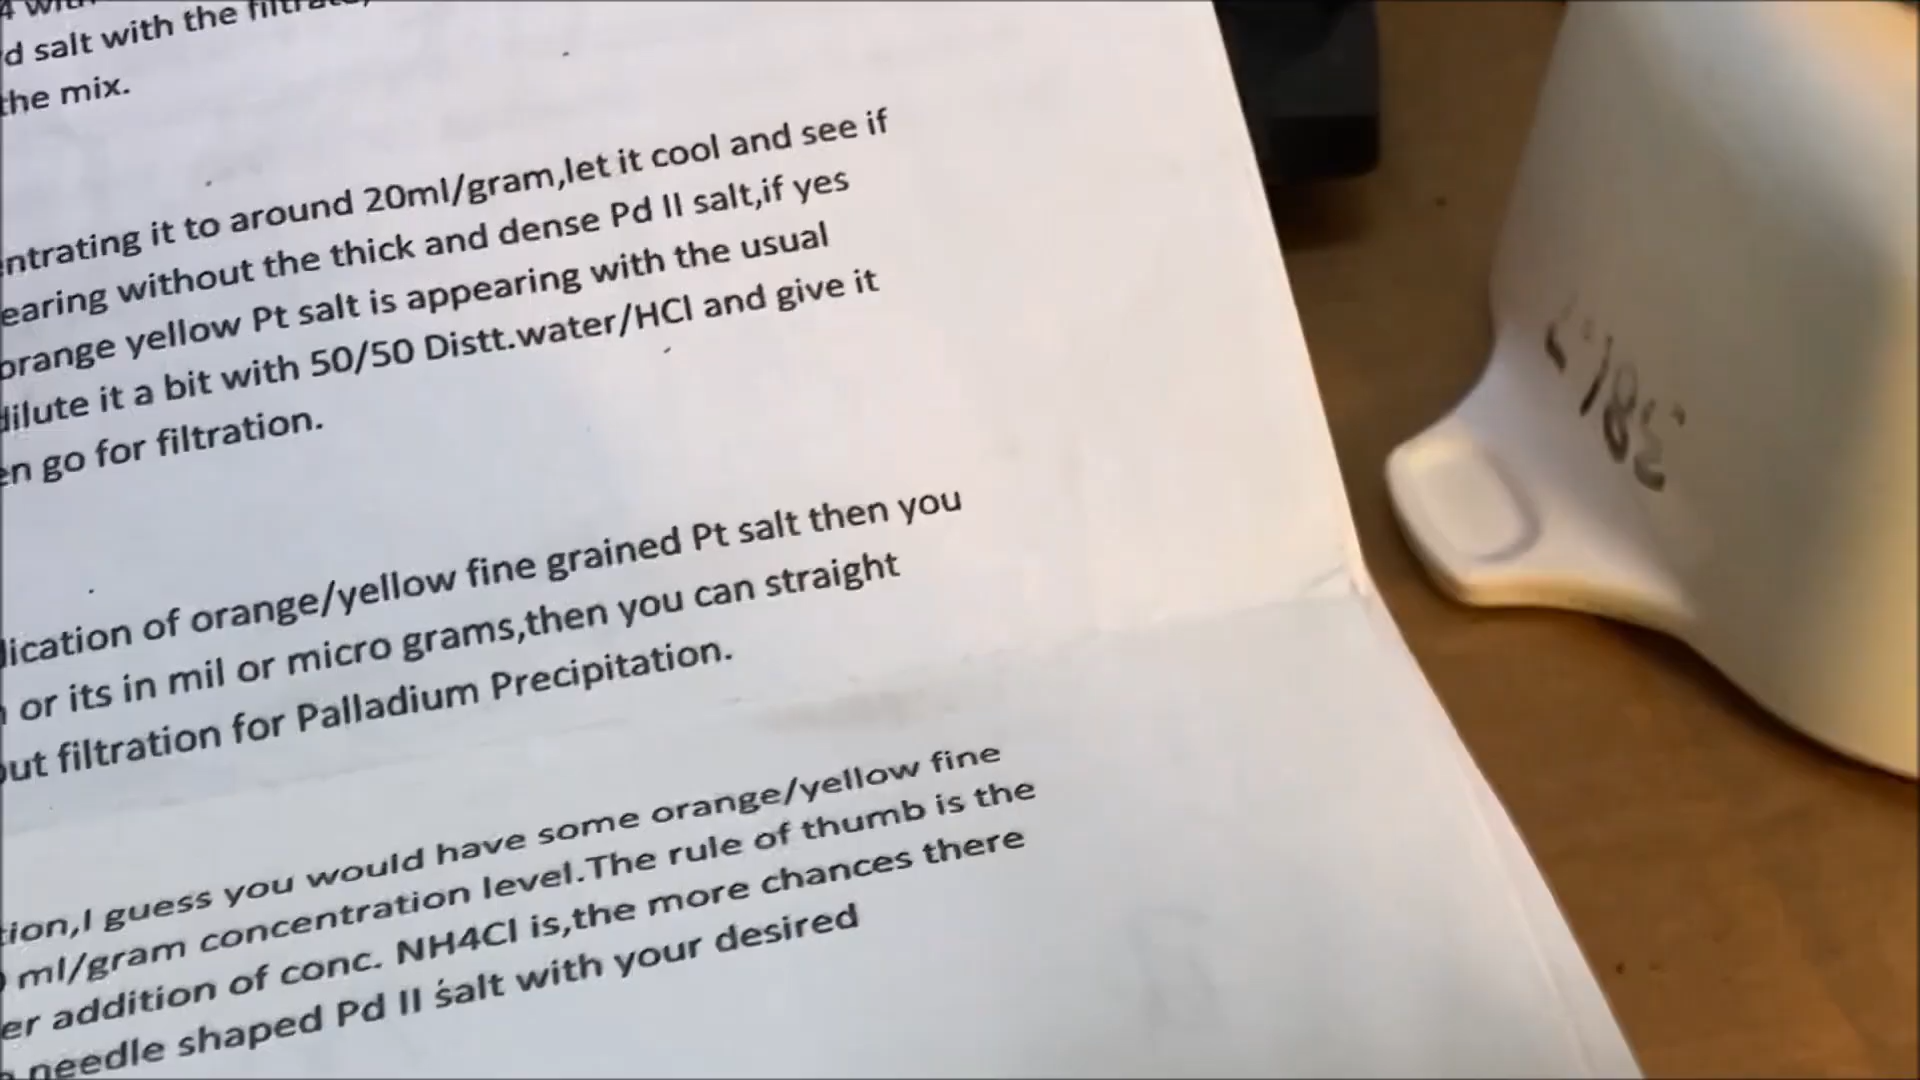 d salt with the
the mix.
ntrating it to around 20ml/gram,let it cool and see if
earing without the thick and dense Pd II salt,if yes
orange yellow Pt salt is appearing with the usual
dilute it a bit with 50/50 Distt.water/HCl and give it
en go for filtration.
lication of orange/yellow fine grained Pt salt then you
or its in mil or micro grams,then you can straight
out filtration for Palladium Precipitation.
tion,I guess you would have some orange/yellow fine
ml/gram concentration level.The rule of thumb is the
er addition of conc. NH4Cl is,the more chances there
needle shaped Pd II salt with your desired